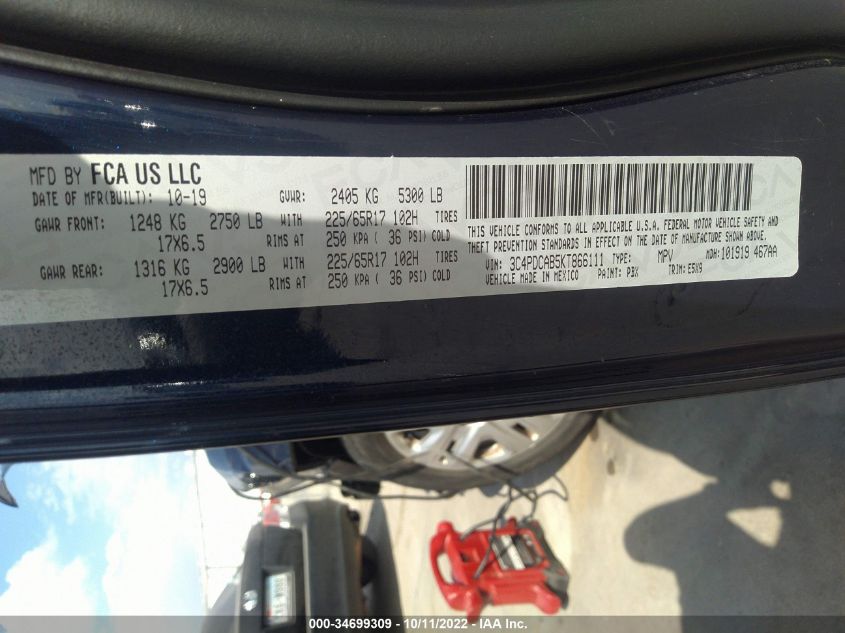 MFD BY FCA US LLC
DATE OF MFR(BUILT): 10-19 GVWR: 2405 KG 5300 LB
GAWR FRONT: 1248 KG 2750 LB WITH 225/65R17 102H TIRES
17X6.5 RIMS AT 250 KPA ( 36 PSI) COLD
GAWR REAR: 1316 KG 2900 LB WITH 225/65R17 102H TIRES
17X6.5 RIMS AT 250 KPA ( 36 PSI) COLD
THIS VEHICLE CONFORMS TO ALL APPLICABLE U.S.A. FEDERAL MOTOR VEHICLE SAFETY AND
THEFT PREVENTION STANDARDS IN EFFECT ON THE DATE OF MANUFACTURE SHOWN ABOVE.
VIN: 3C4PDCAB5KT866111 TYPE: MPV MDH: 101919 467AA
VEHICLE MADE IN MEXICO PAINT: PBX TRIM: E5X9
000-34699309 - 10/11/2022 - IAA Inc.